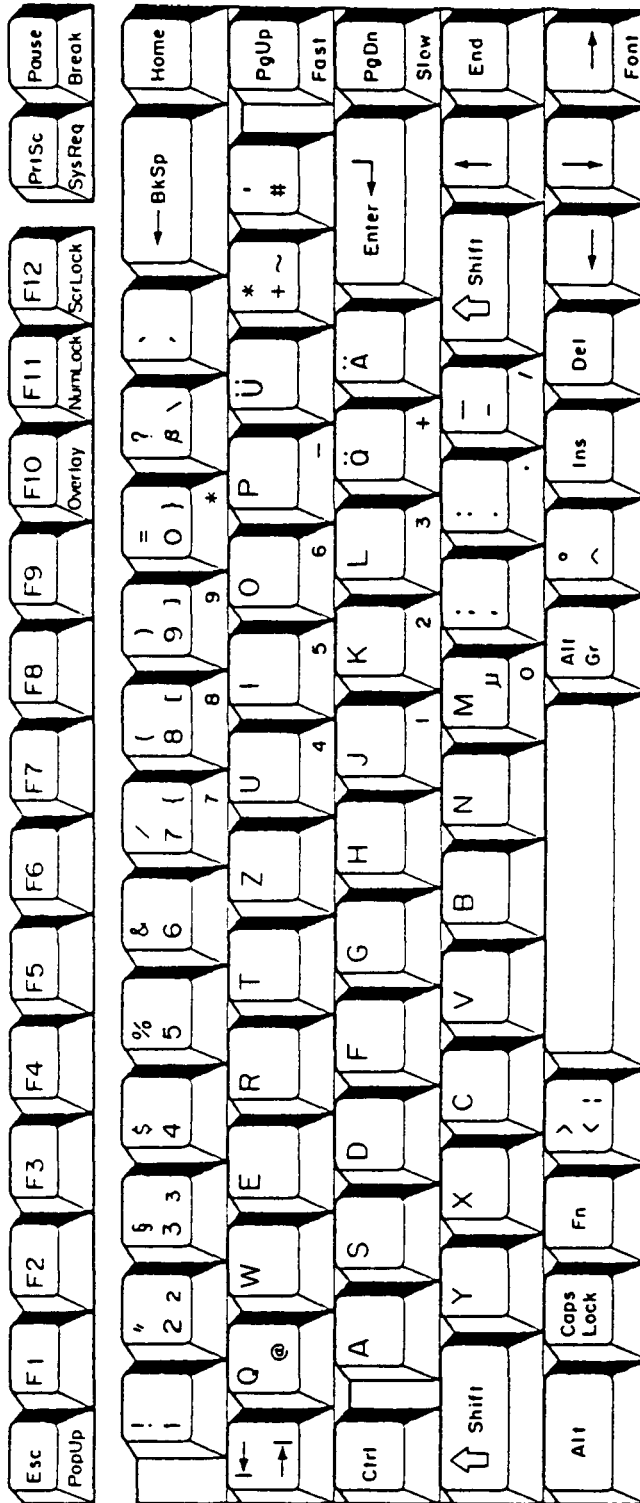 Esc F1 F2 F3 F4 F5 F6 F7 F8 F9 F10 F11 F12 PrtSc Pause
PopUp Overlay NumLock ScrLock SysReq Break
! " § $ % & / ( ) = ? ` Home
1 2 2 3 3 4 5 6 7 { 8 [ 9 ] 0 } β \ ' ← BkSp
7 8 9 *
|← Q W E R T Z U I O P Ü * ' PgUp
→| @ + ~ #
4 5 6 - Fast
Ctrl A S D F G H J K L Ö Ä Enter ↵ PgDn
1 2 3 + Slow
⇧ Shift Y X C V B N M ; : _ ⇧ Shift ↑ End
µ , . -
0 . /
Alt Caps Fn > Alt ° Ins Del ← ↓ →
Lock < ¦ Gr ^
Font